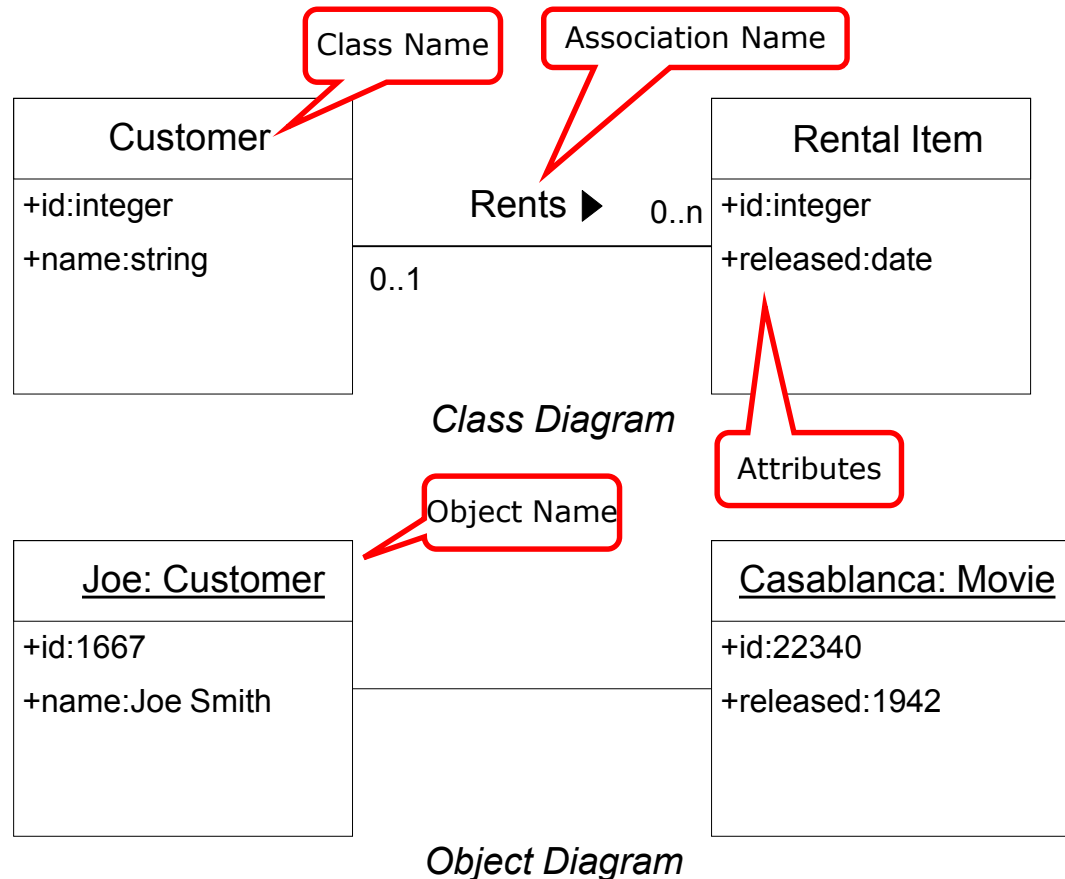 Class Name
Association Name
Customer
Rental Item
+id:integer
+name:string
Rents
0..n
0..1
+id:integer
+released:date
Class Diagram
Attributes
Object Name
Joe: Customer
Casablanca: Movie
+id:1667
+name:Joe Smith
+id:22340
+released:1942
Object Diagram